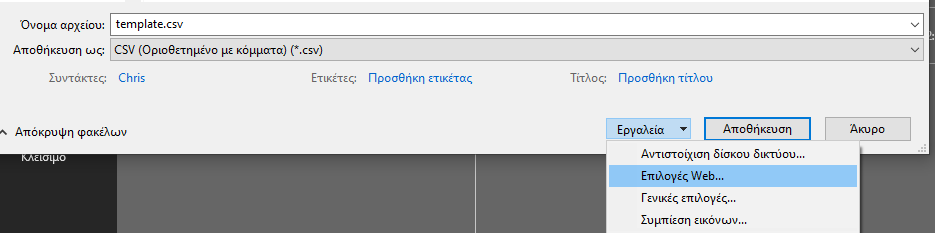 Όνομα αρχείου: template.csv
Αποθήκευση ως: CSV (Οριοθετημένο με κόμματα) (*.csv)
Συντάκτες: Chris Ετικέτες: Προσθήκη ετικέτας Τίτλος: Προσθήκη τίτλου
Απόκρυψη φακέλων Εργαλεία Αποθήκευση Άκυρο
Αντιστοίχιση δίσκου δικτύου...
Κλείσιμο
Επιλογές Web...
Γενικές επιλογές...
Συμπίεση εικόνων...